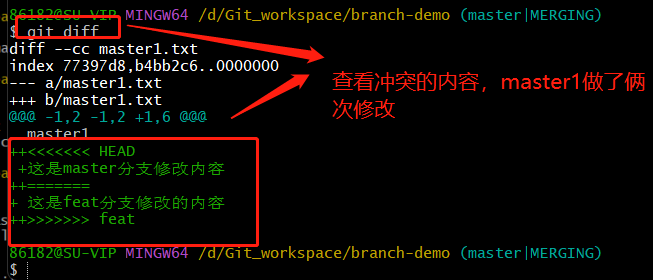 86182@SU-VIP MINGW64 /d/Git_workspace/branch-demo (master|MERGING)
$ git diff
diff --cc master1.txt
index 77397d8,b4bb2c6..0000000
--- a/master1.txt
+++ b/master1.txt
@@@ -1,2 -1,2 +1,6 @@@
  master1
++<<<<<<< HEAD
 +这是master分支修改内容
++=======
+ 这是feat分支修改的内容
++>>>>>>> feat
查看冲突的内容，master1做了俩
次修改
86182@SU-VIP MINGW64 /d/Git_workspace/branch-demo (master|MERGING)
$